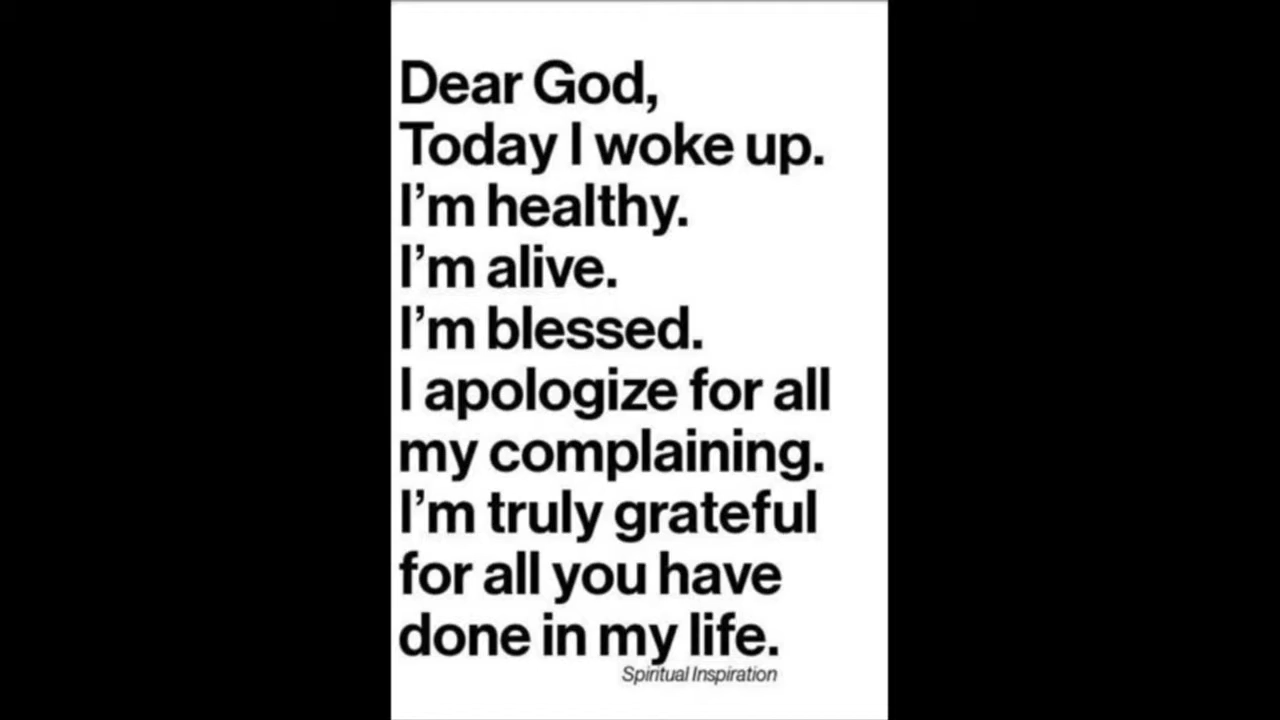 Dear God,
Today I woke up.
I’m healthy.
I’m alive.
I’m blessed.
I apologize for all
my complaining.
I’m truly grateful
for all you have
done in my life.
Spiritual Inspiration